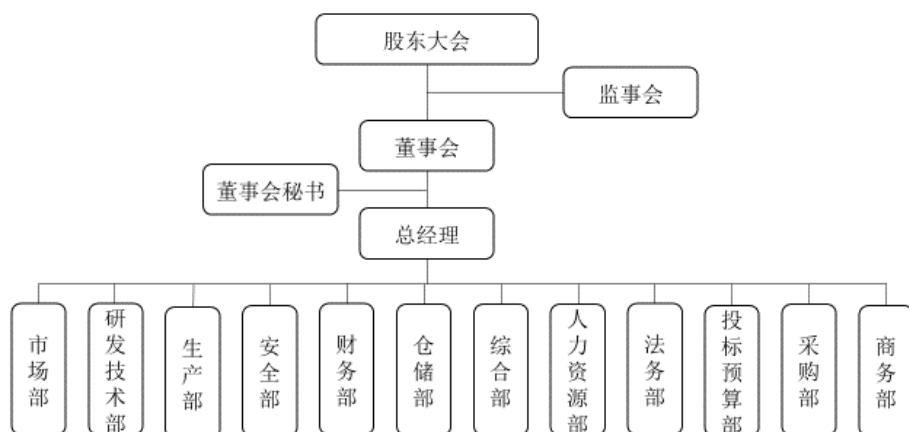 股东大会
监事会
董事会
董事会秘书
总经理
市场部
研发技术部
生产部
安全部
财务部
仓储部
综合部
人力资源部
法务部
投标预算部
采购部
商务部